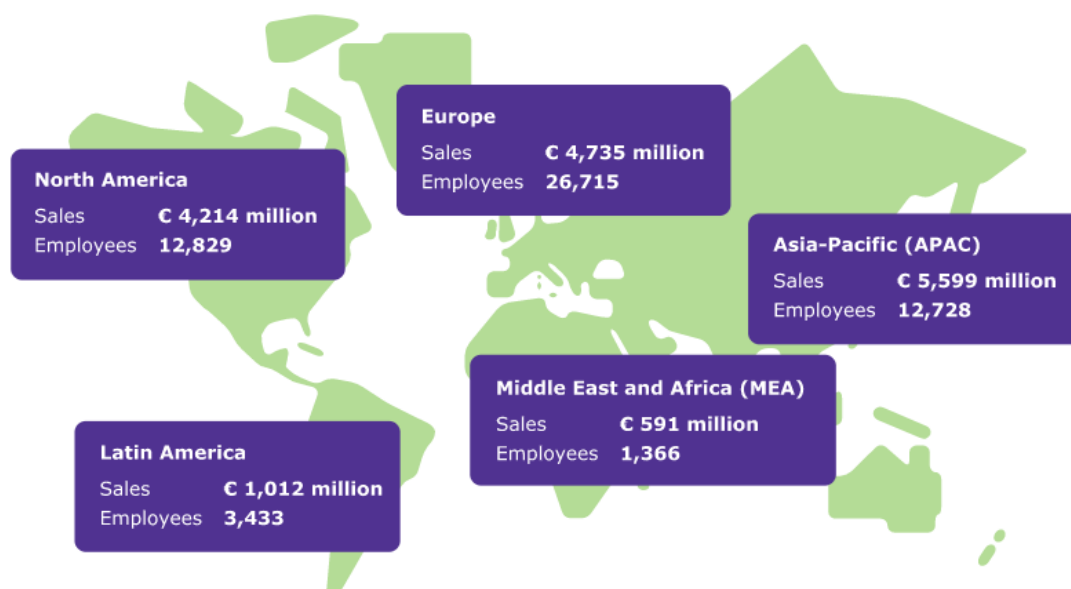 Europe
Sales € 4,735 million
Employees 26,715
North America
Sales € 4,214 million
Employees 12,829
Asia-Pacific (APAC)
Sales € 5,599 million
Employees 12,728
Middle East and Africa (MEA)
Sales € 591 million
Employees 1,366
Latin America
Sales € 1,012 million
Employees 3,433